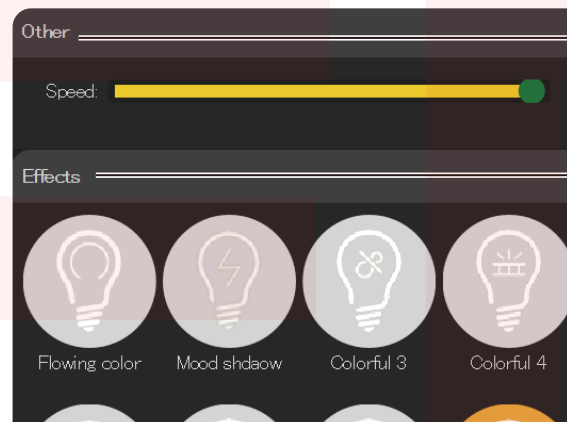 Other
Speed:
Effects
Flowing color
Mood shdaow
Colorful 3
Colorful 4